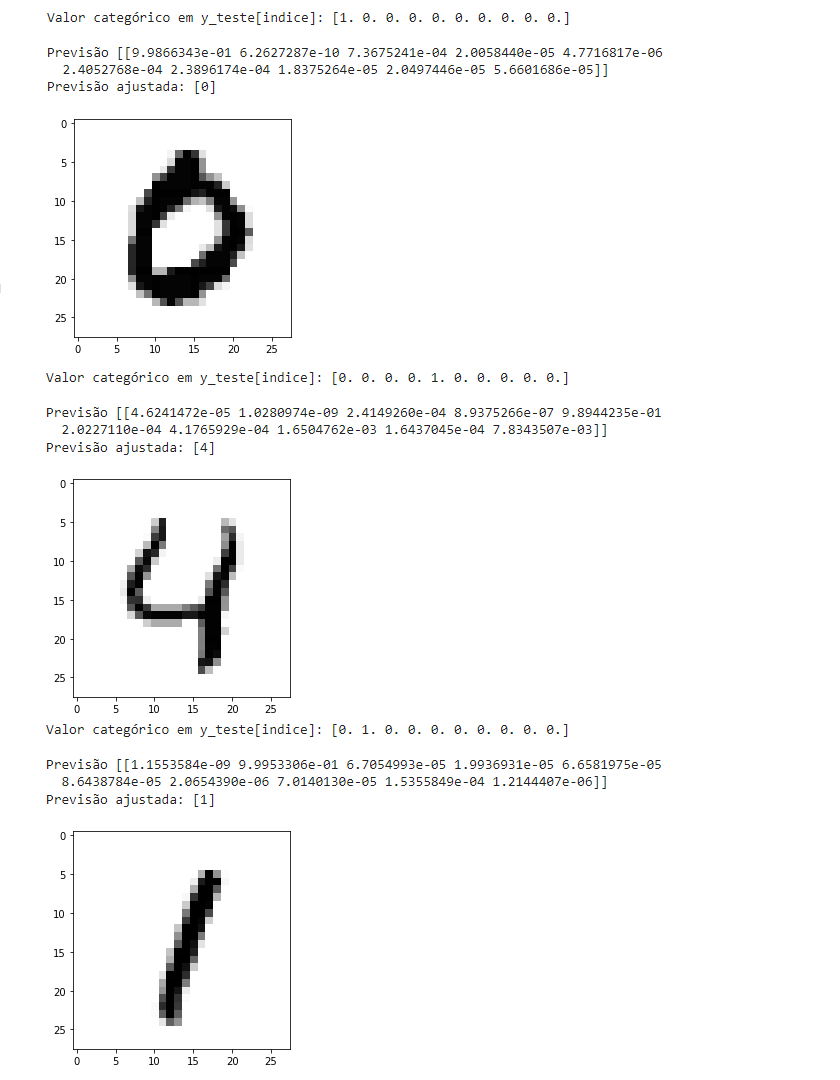 Valor categórico em y_teste[indice]: [1. 0. 0. 0. 0. 0. 0. 0. 0. 0.]
Previsão [[9.9866343e-01 6.2627287e-10 7.3675241e-04 2.0058440e-05 4.7716817e-06
2.4052768e-04 2.3896174e-04 1.8375264e-05 2.0497446e-05 5.6601686e-05]]
Previsão ajustada: [0]
0
5
10
15
20
25
0 5 10 15 20 25
Valor categórico em y_teste[indice]: [0. 0. 0. 0. 1. 0. 0. 0. 0. 0.]
Previsão [[4.6241472e-05 1.0280974e-09 2.4149260e-04 8.9375266e-07 9.8944235e-01
2.0227110e-04 4.1765929e-04 1.6504762e-03 1.6437045e-04 7.8343507e-03]]
Previsão ajustada: [4]
0
5
10
15
20
25
0 5 10 15 20 25
Valor categórico em y_teste[indice]: [0. 1. 0. 0. 0. 0. 0. 0. 0. 0.]
Previsão [[1.1553584e-09 9.9953306e-01 6.7054993e-05 1.9936931e-05 6.6581975e-05
8.6438784e-05 2.0654390e-06 7.0140130e-05 1.5355849e-04 1.2144407e-06]]
Previsão ajustada: [1]
0
5
10
15
20
25
0 5 10 15 20 25